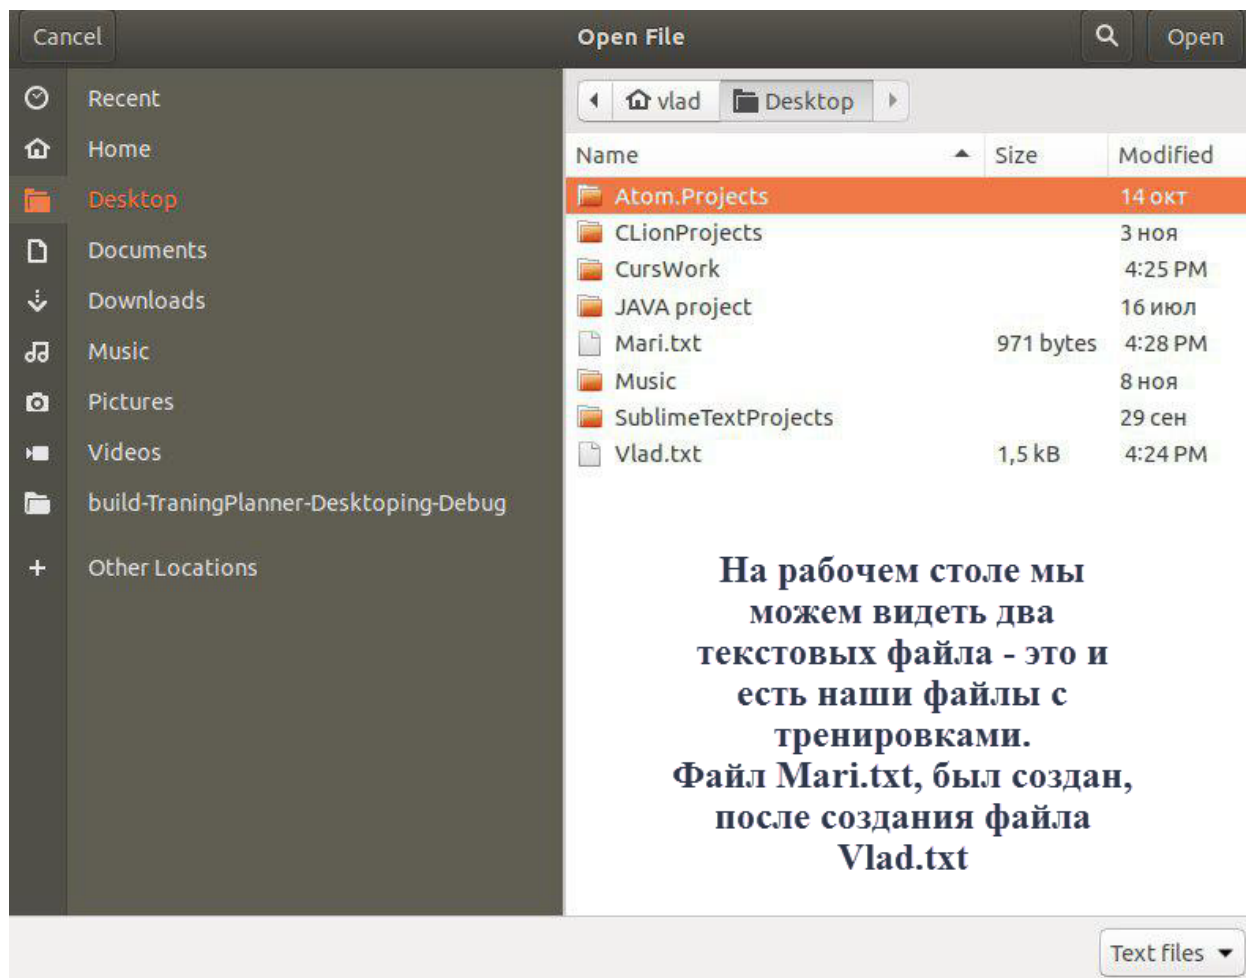 Cancel
Open File
Open
Recent
Home
Desktop
Documents
Downloads
Music
Pictures
Videos
build-TraningPlanner-Desktoping-Debug
Other Locations
vlad Desktop
Name Size Modified
Atom.Projects 14 окт
CLionProjects 3 ноя
CursWork 4:25 PM
JAVA project 16 июл
Mari.txt 971 bytes 4:28 PM
Music 8 ноя
SublimeTextProjects 29 сен
Vlad.txt 1,5 kB 4:24 PM
На рабочем столе мы
можем видеть два
текстовых файла - это и
есть наши файлы с
тренировками.
Файл Mari.txt, был создан,
после создания файла
Vlad.txt
Text files